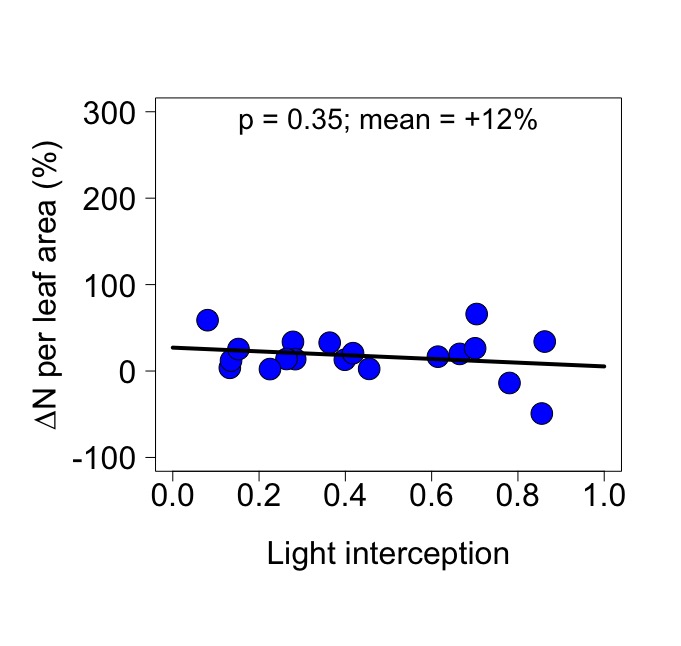 p = 0.35; mean = +12%
300
200
100
0
-100
ΔN per leaf area (%)
0.0 0.2 0.4 0.6 0.8 1.0
Light interception